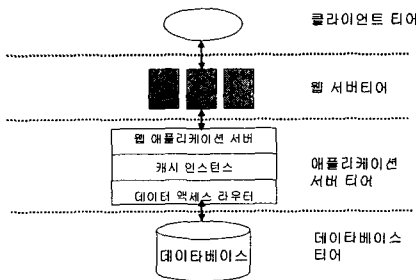 클라이언트 티어
웹 서버티어
웹 애플리케이션 서버
캐시 인스턴스
데이터 액세스 라우터
애플리케이션
서버 티어
데이타베이스
데이타베이스
티어